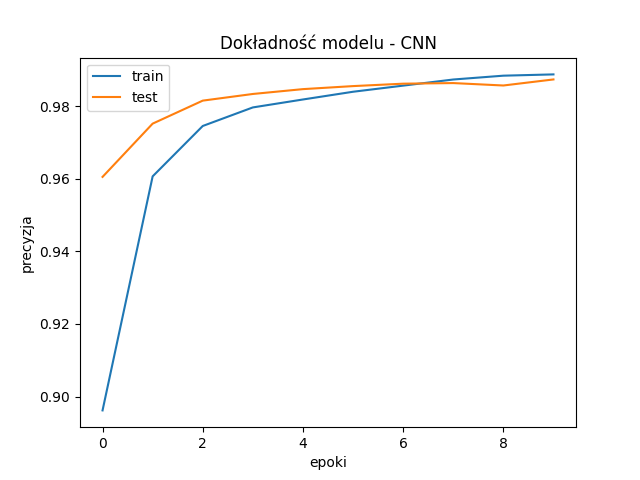 Dokładność modelu - CNN
train
test
0.98
0.96
0.94
0.92
0.90
precyzja
0 2 4 6 8
epoki